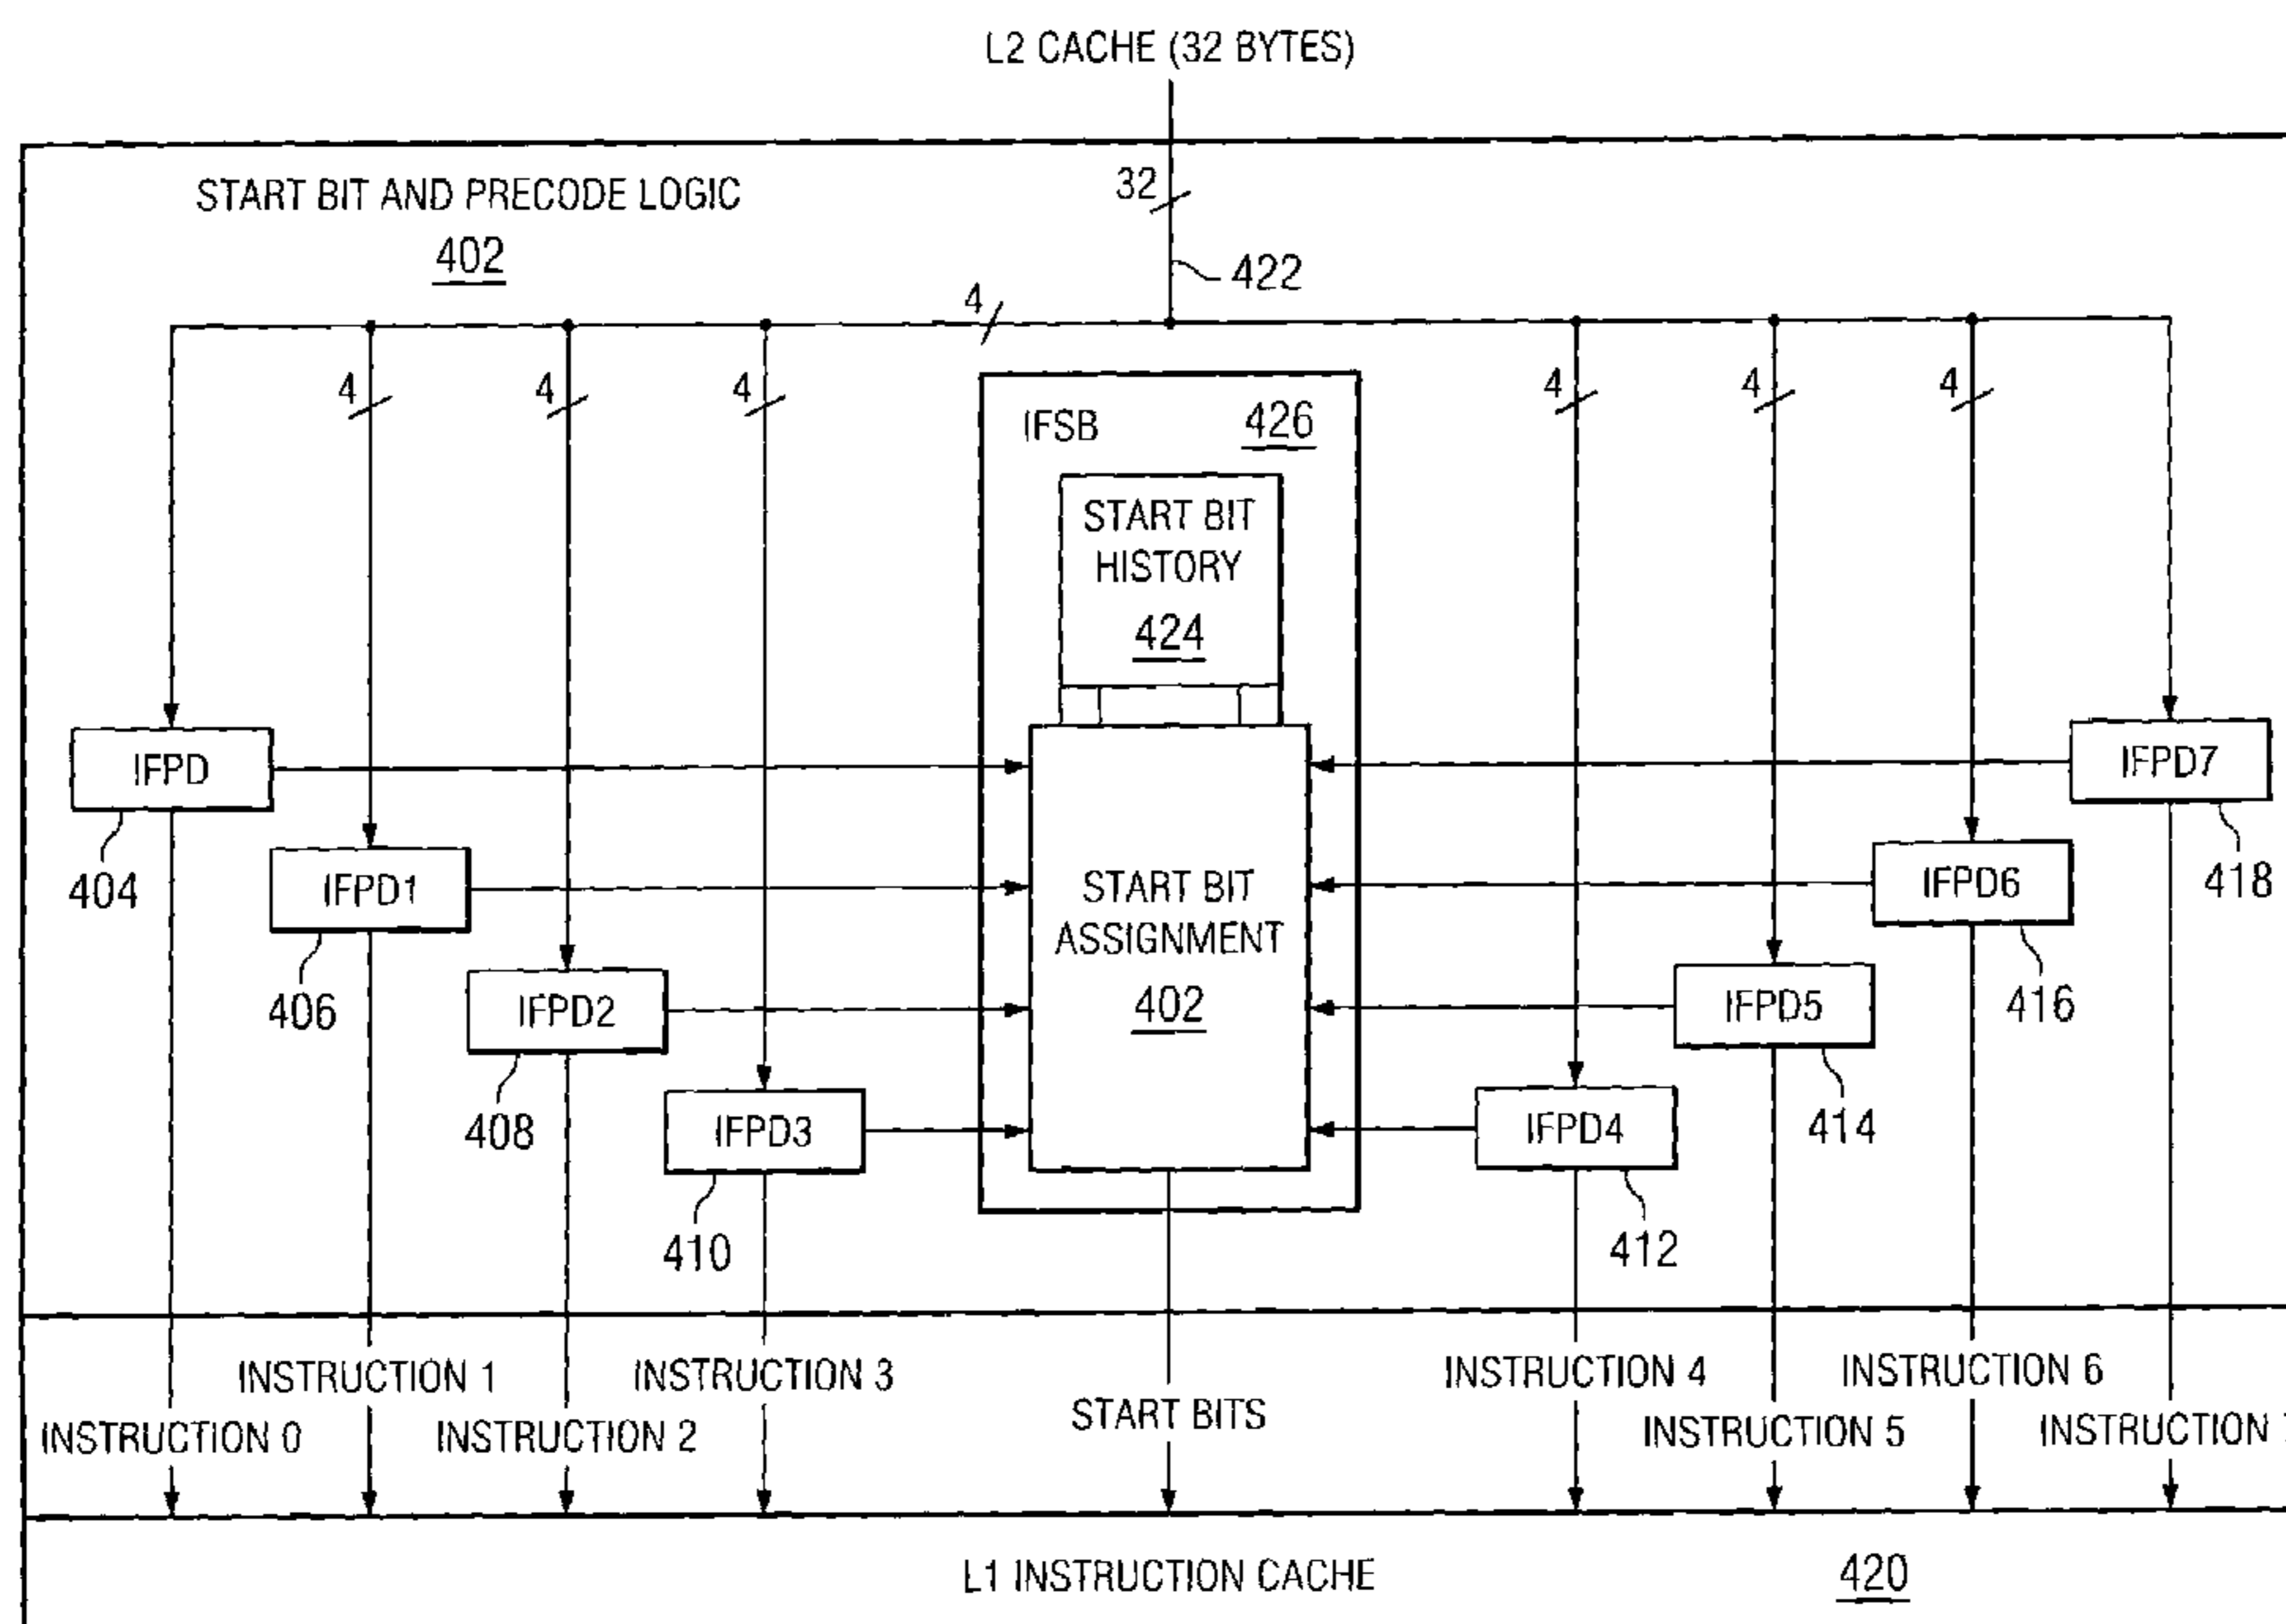 L2 CACHE (32 BYTES)
32
START BIT AND PRECODE LOGIC
402
422
4
4
4
4
4
4
4
IFSB
426
START BIT
HISTORY
424
IFPD
IFPD7
404
IFPD1
START BIT
ASSIGNMENT
402
IFPD6
418
406
IFPD2
IFPD5
416
408
IFPD3
IFPD4
414
410
412
INSTRUCTION 1
INSTRUCTION 3
INSTRUCTION 4
INSTRUCTION 6
INSTRUCTION 0
INSTRUCTION 2
START BITS
INSTRUCTION 5
INSTRUCTION
L1 INSTRUCTION CACHE
420